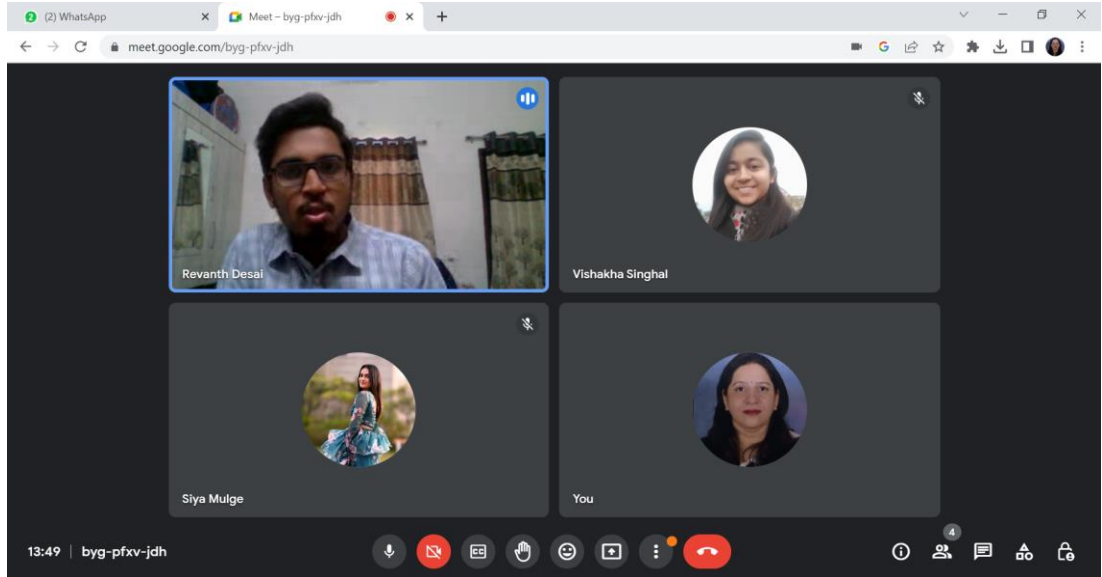 (2) WhatsApp
Meet – byg-pfxv-jdh
meet.google.com/byg-pfxv-jdh
Revanth Desai
Vishakha Singhal
Siya Mulge
You
13:49 | byg-pfxv-jdh
CC
4